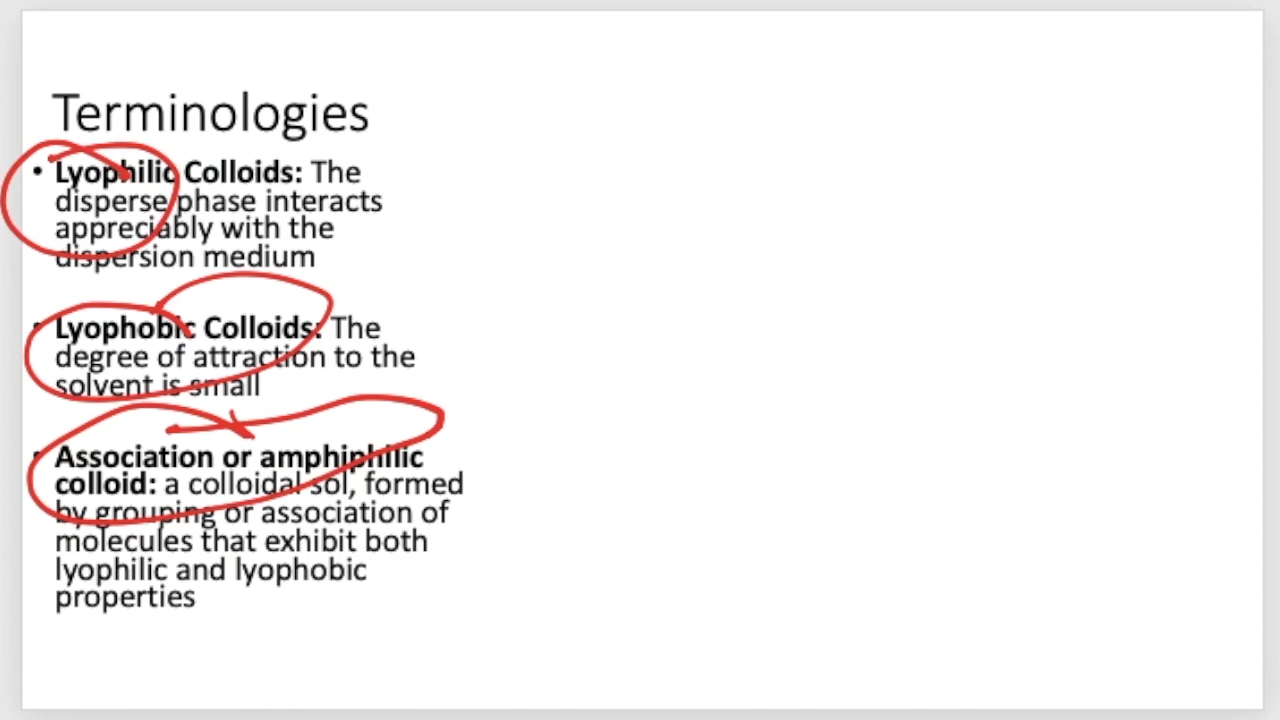 Terminologies
• Lyophilic Colloids: The
disperse phase interacts
appreciably with the
dispersion medium
• Lyophobic Colloids: The
degree of attraction to the
solvent is small
• Association or amphiphilic
colloid: a colloidal sol, formed
by grouping or association of
molecules that exhibit both
lyophilic and lyophobic
properties